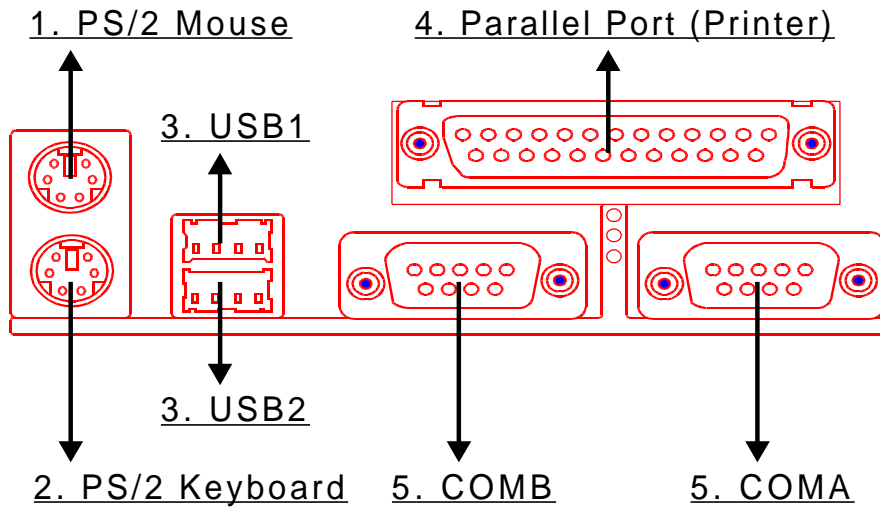 1. PS/2 Mouse
4. Parallel Port (Printer)
3. USB1
3. USB2
2. PS/2 Keyboard
5. COMB
5. COMA